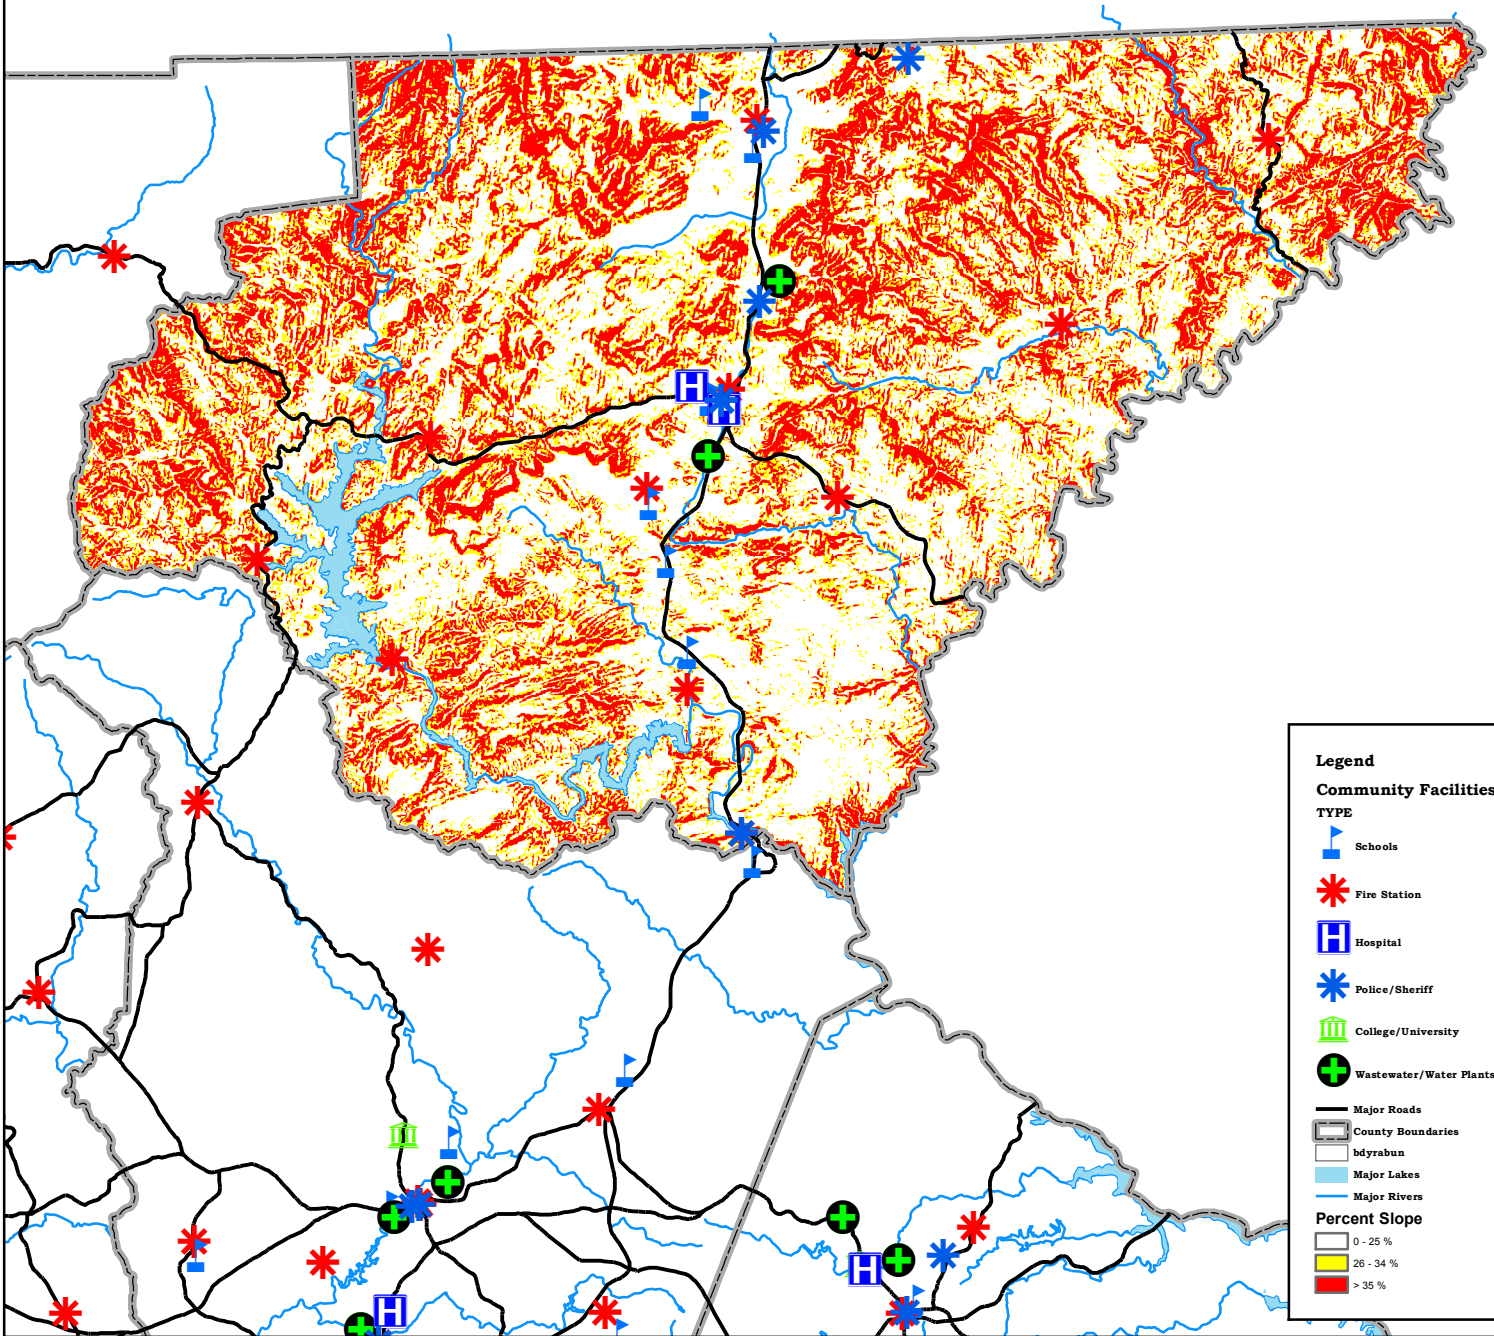 Legend
Community Facilities
TYPE
Schools
Fire Station
H Hospital
Police/Sheriff
College/University
Wastewater/Water Plants
Major Roads
County Boundaries
bdyrabun
Major Lakes
Major Rivers
Percent Slope
0 - 25 %
26 - 34 %
> 35 %
H
H
H
H